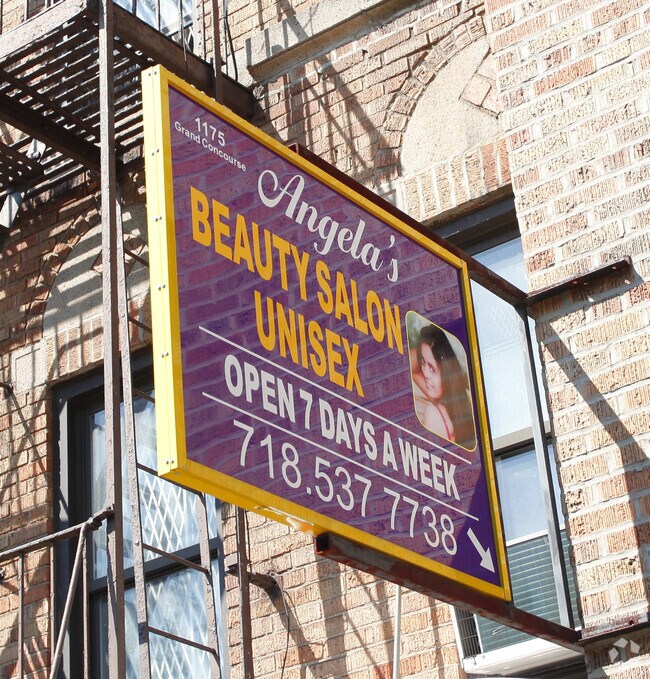 1175
Grand Concourse
Angela's
BEAUTY SALON
UNISEX
OPEN 7 DAYS A WEEK
718.537.7738